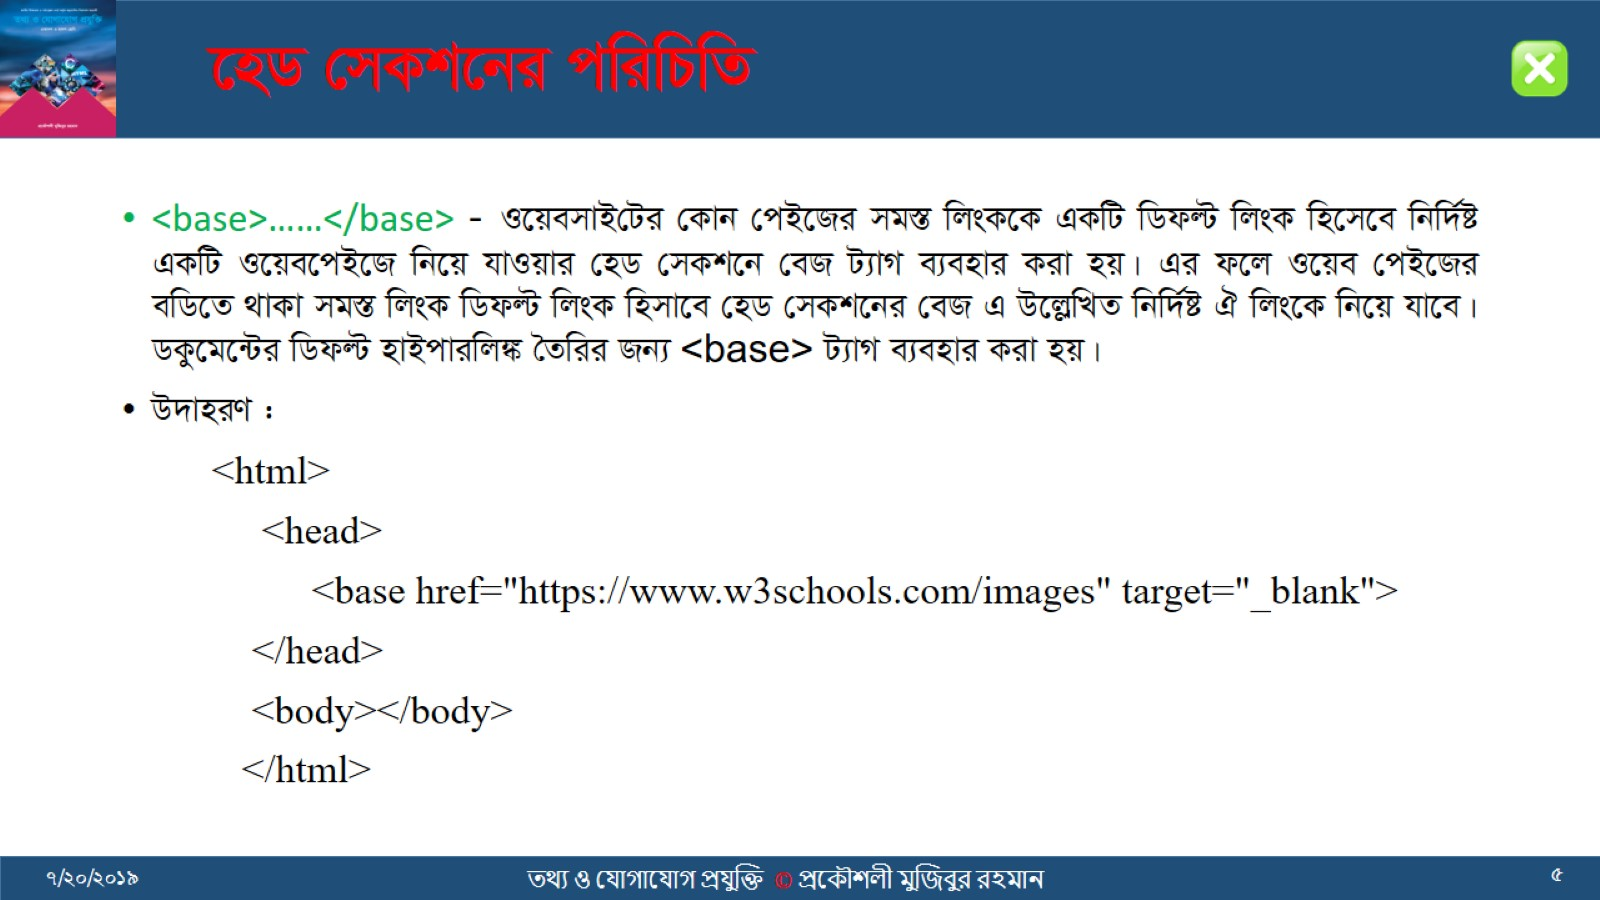 তথ্য ও যোগাযোগ প্রযুক্তি
হেড সেকশনের পরিচিতি
• <base>......</base> - ওয়েবসাইটের কোন পেইজের সমস্ত লিংককে একটি ডিফল্ট লিংক হিসেবে নির্দিষ্ট
একটি ওয়েবপেইজে নিয়ে যাওয়ার হেড সেকশনে বেজ ট্যাগ ব্যবহার করা হয়। এর ফলে ওয়েব পেইজের
বডিতে থাকা সমস্ত লিংক ডিফল্ট লিংক হিসাবে হেড সেকশনের বেজ এ উল্লেখিত নির্দিষ্ট ঐ লিংকে নিয়ে যাবে।
ডকুমেন্টের ডিফল্ট হাইপারলিঙ্ক তৈরির জন্য <base> ট্যাগ ব্যবহার করা হয়।
• উদাহরণ :
<html>
<head>
<base href="https://www.w3schools.com/images" target="_blank">
</head>
<body></body>
</html>
৭/২০/২০১৯
তথ্য ও যোগাযোগ প্রযুক্তি © প্রকৌশলী মুজিবুর রহমান
৫